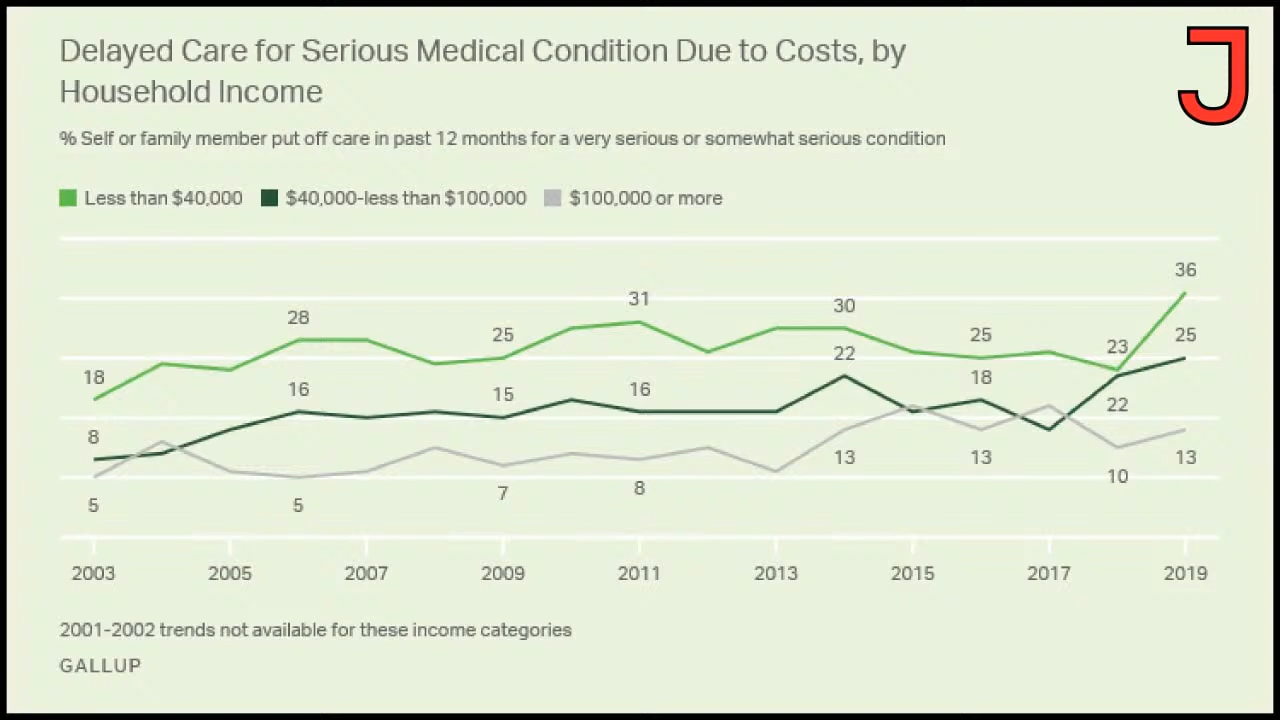 Delayed Care for Serious Medical Condition Due to Costs, by
Household Income
J
% Self or family member put off care in past 12 months for a very serious or somewhat serious condition
Less than $40,000 $40,000-less than $100,000 $100,000 or more
36
31
30
28
25 25 23 25
22
18 18
16 15 16
22
8
13 13 13
10
7 8
5 5
2003 2005 2007 2009 2011 2013 2015 2017 2019
2001-2002 trends not available for these income categories
GALLUP